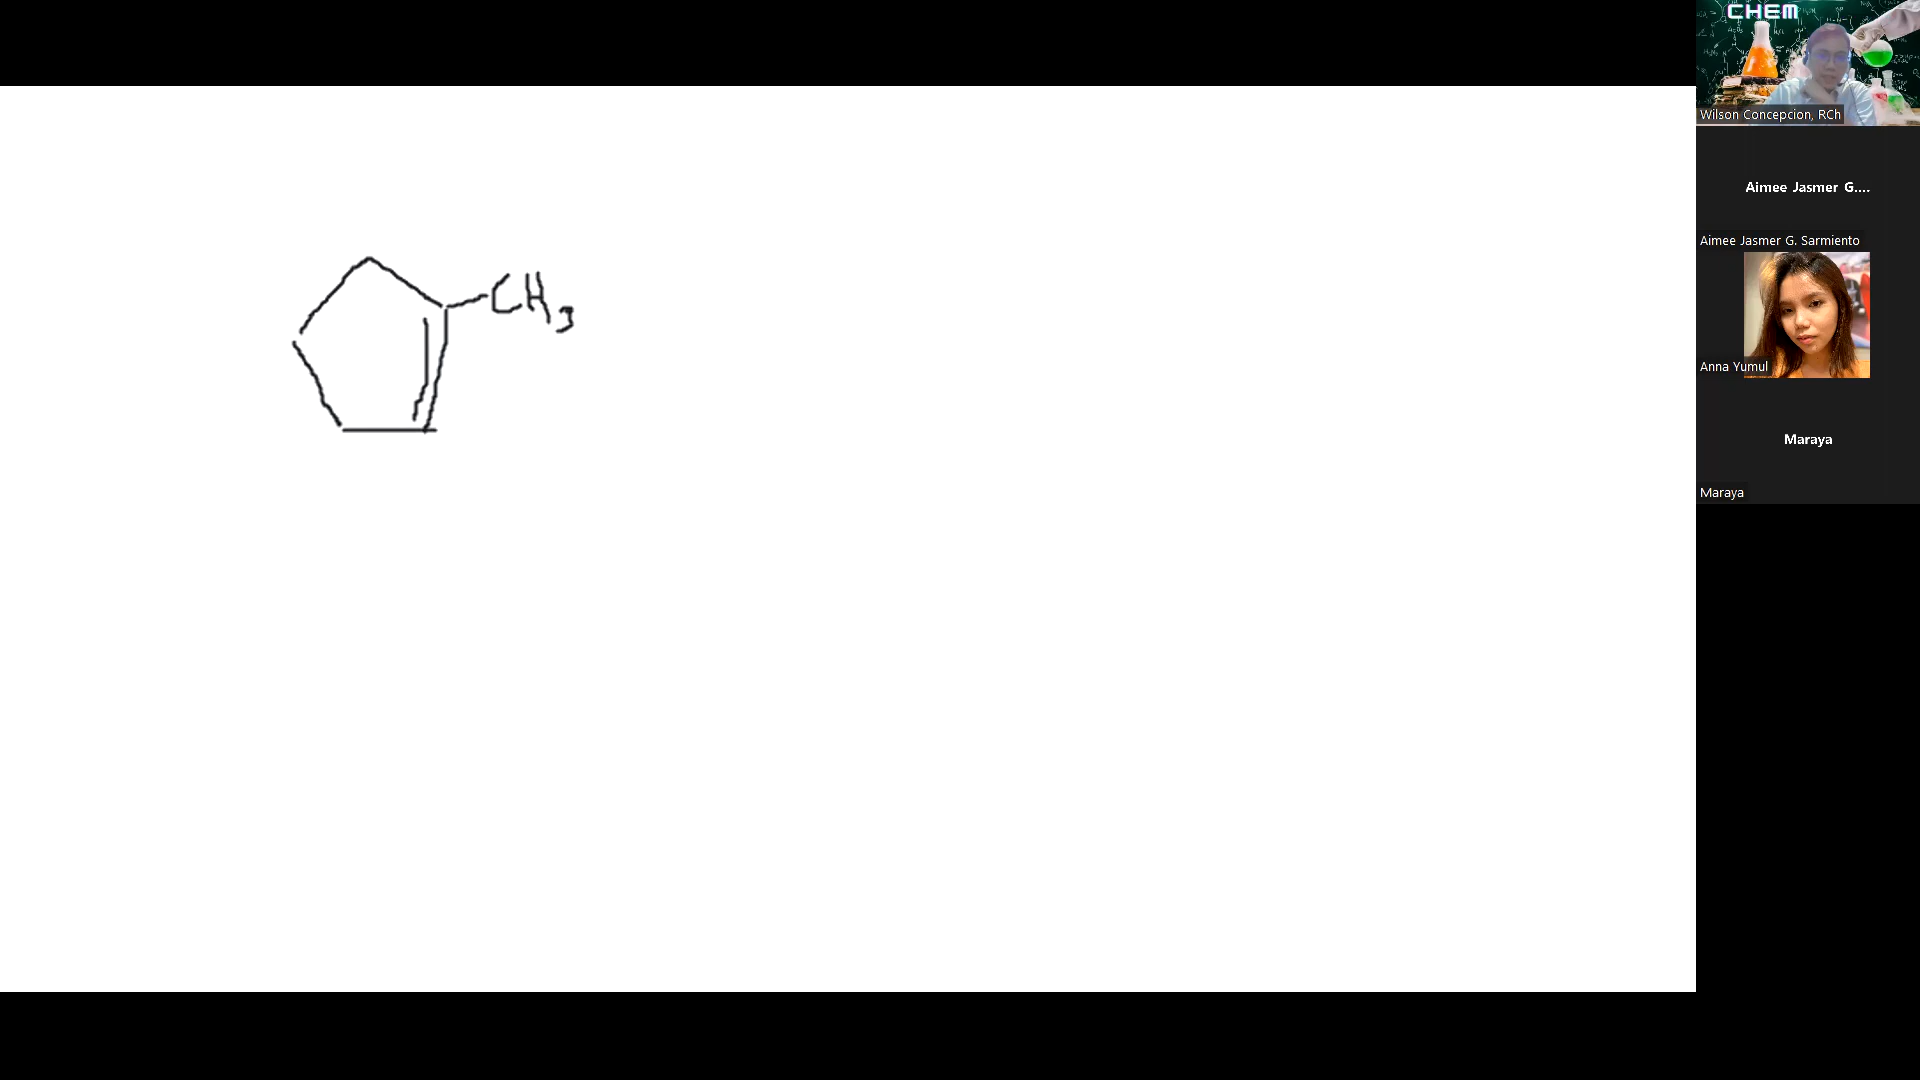 CHEM
Wilson Concepcion, RCh
Aimee Jasmer G....
Aimee Jasmer G. Sarmiento
Anna Yumul
Maraya
Maraya
CH3